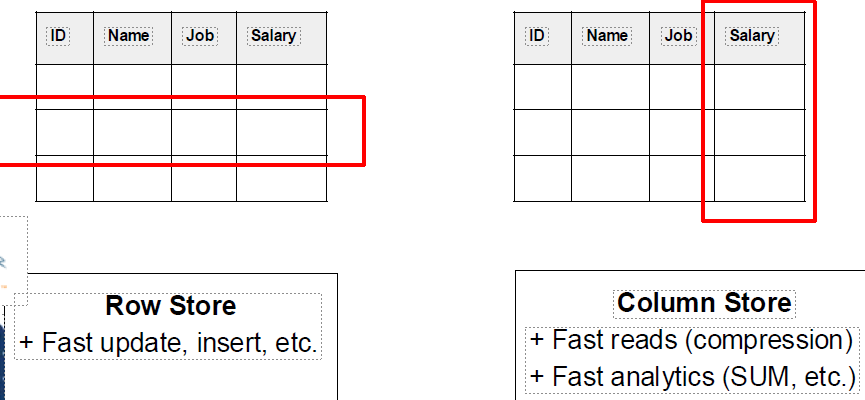 ID Name Job Salary
ID Name Job Salary
Row Store
+ Fast update, insert, etc.
Column Store
+ Fast reads (compression)
+ Fast analytics (SUM, etc.)